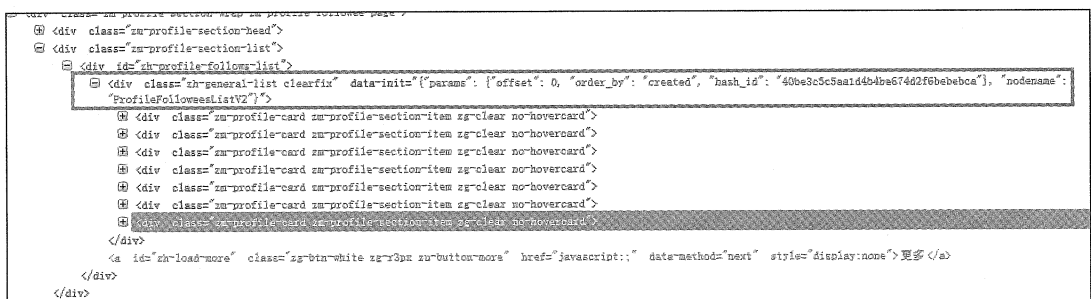 <div class="zm-profile-section-wrap zm-profile-followee-page">
<div class="zm-profile-section-head">
<div class="zm-profile-section-list">
<div id="zh-profile-follows-list">
<div class="zh-general-list clearfix" data-init="{"params": {"offset": 0, "order_by": "created", "hash_id": "40be3c5c5aa1d4b4be674d2f6bebebca"}, "nodename":
"ProfileFolloweesListV2"}">
<div class="zm-profile-card zm-profile-section-item zg-clear no-hovercard">
<div class="zm-profile-card zm-profile-section-item zg-clear no-hovercard">
<div class="zm-profile-card zm-profile-section-item zg-clear no-hovercard">
<div class="zm-profile-card zm-profile-section-item zg-clear no-hovercard">
<div class="zm-profile-card zm-profile-section-item zg-clear no-hovercard">
<div class="zm-profile-card zm-profile-section-item zg-clear no-hovercard">
<div class="zm-profile-card zm-profile-section-item zg-clear no-hovercard">
</div>
<a id="zh-load-more" class="zg-btn-white zg-r3px zu-button-more" href="javascript:;" data-method="next" style="display:none">更多</a>
</div>
</div>